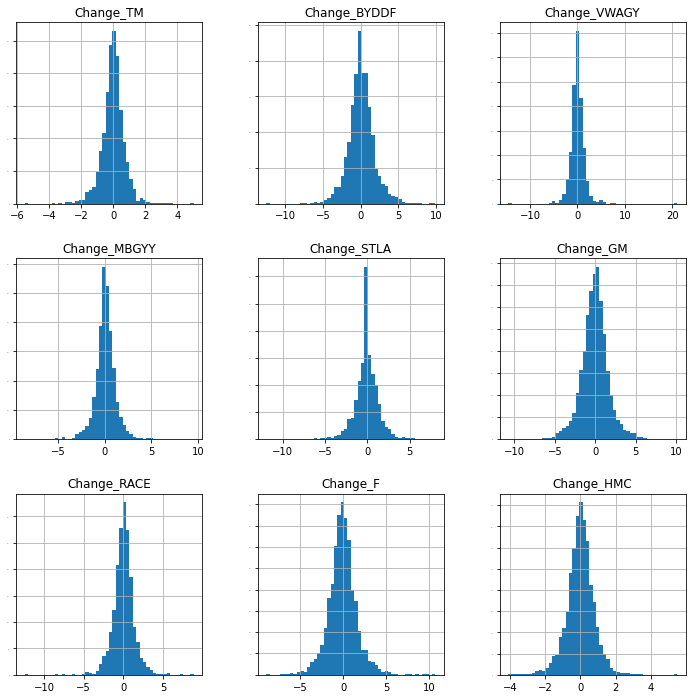 Change_TM
Change_BYDDF
Change_VWAGY
−6 −4 −2 0 2 4
−10 −5 0 5 10
−10 0 10 20
Change_MBGYY
Change_STLA
Change_GM
−5 0 5 10
−10 −5 0 5
−10 −5 0 5 10
Change_RACE
Change_F
Change_HMC
−10 −5 0 5
−5 0 5 10
−4 −2 0 2 4